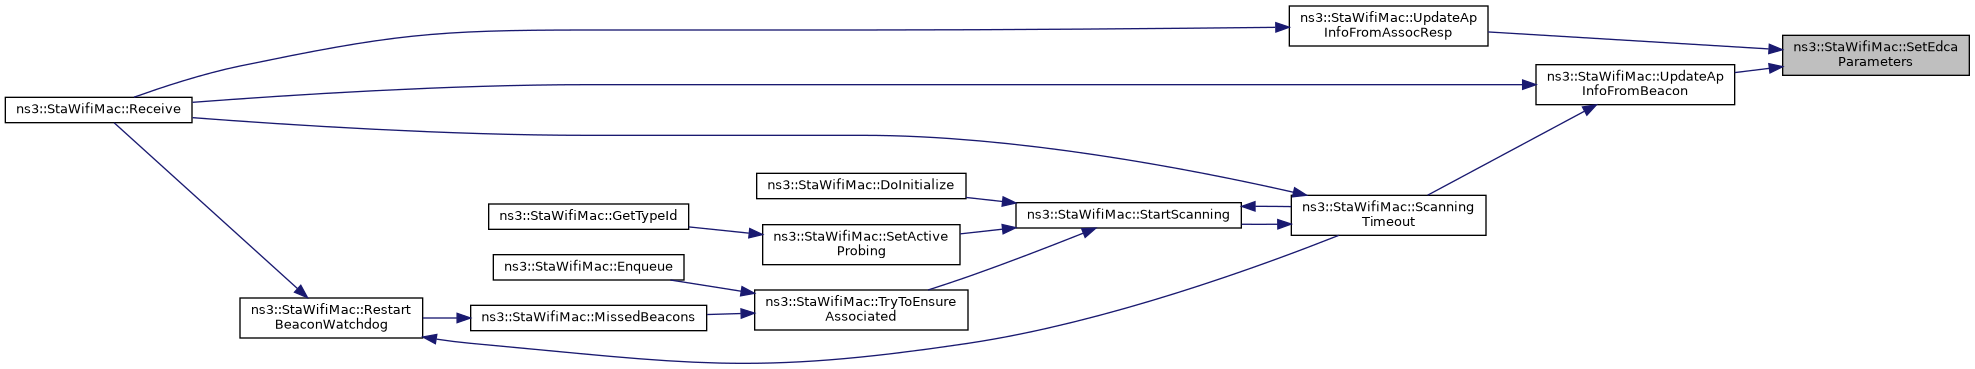 ns3::StaWifiMac::UpdateAp
InfoFromAssocResp
ns3::StaWifiMac::SetEdca
Parameters
ns3::StaWifiMac::UpdateAp
InfoFromBeacon
ns3::StaWifiMac::Receive
ns3::StaWifiMac::DoInitialize
ns3::StaWifiMac::GetTypeId
ns3::StaWifiMac::StartScanning
ns3::StaWifiMac::Scanning
Timeout
ns3::StaWifiMac::SetActive
Probing
ns3::StaWifiMac::Enqueue
ns3::StaWifiMac::TryToEnsure
Associated
ns3::StaWifiMac::Restart
BeaconWatchdog
ns3::StaWifiMac::MissedBeacons